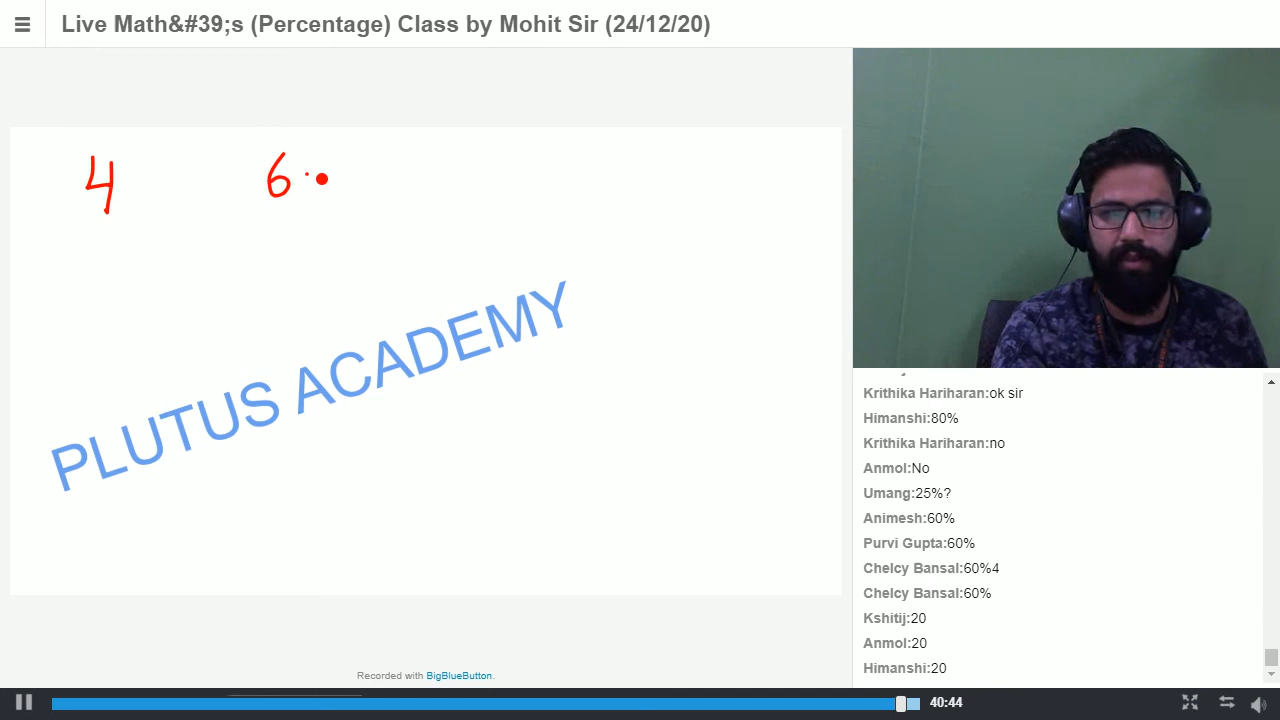 Live Math&#39;s (Percentage) Class by Mohit Sir (24/12/20)
4 6
PLUTUS ACADEMY
Krithika Hariharan:ok sir
Himanshi:80%
Krithika Hariharan:no
Anmol:No
Umang:25%?
Animesh:60%
Purvi Gupta:60%
Chelcy Bansal:60%4
Chelcy Bansal:60%
Kshitij:20
Anmol:20
Himanshi:20
Recorded with BigBlueButton.
40:44